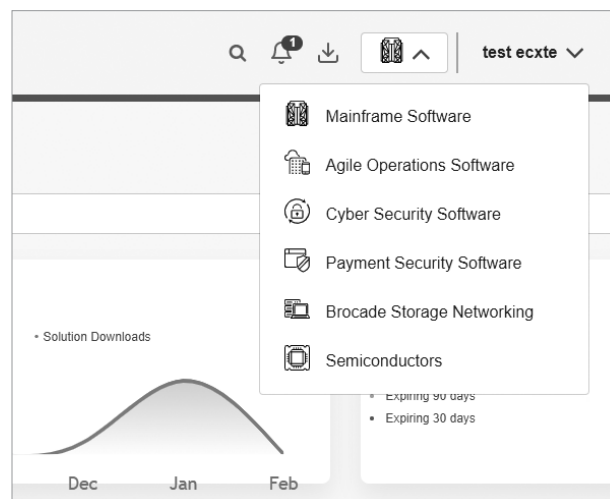 1
test ecxte
Mainframe Software
Agile Operations Software
Cyber Security Software
Payment Security Software
Brocade Storage Networking
Semiconductors
• Solution Downloads
Dec Jan Feb
• Expiring 90 days
• Expiring 30 days